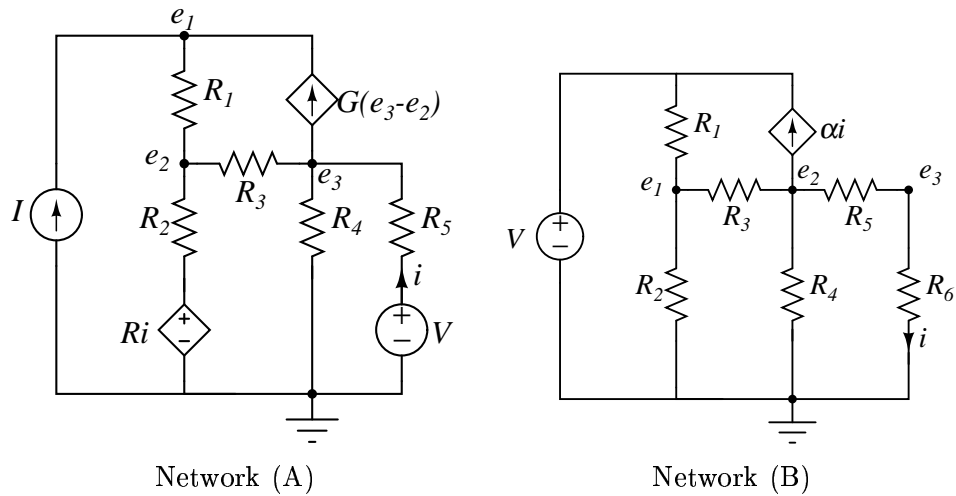 e1
R1
G(e3-e2)
e2
R3
e3
I
R2
R4
R5
i
Ri
+
−
+
−
V
Network (A)
R1
αi
e1
e2
e3
R3
R5
V
+
−
R2
R4
R6
i
Network (B)